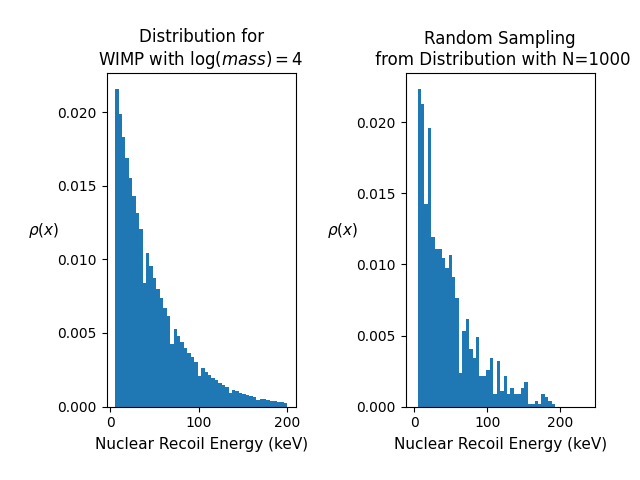 Distribution for
WIMP with log(mass) = 4
0.020
0.015
0.010
0.005
0.000
ρ(x)
0
100
200
Nuclear Recoil Energy (keV)
Random Sampling
from Distribution with N=1000
0.020
0.015
0.010
0.005
0.000
ρ(x)
0
100
200
Nuclear Recoil Energy (keV)